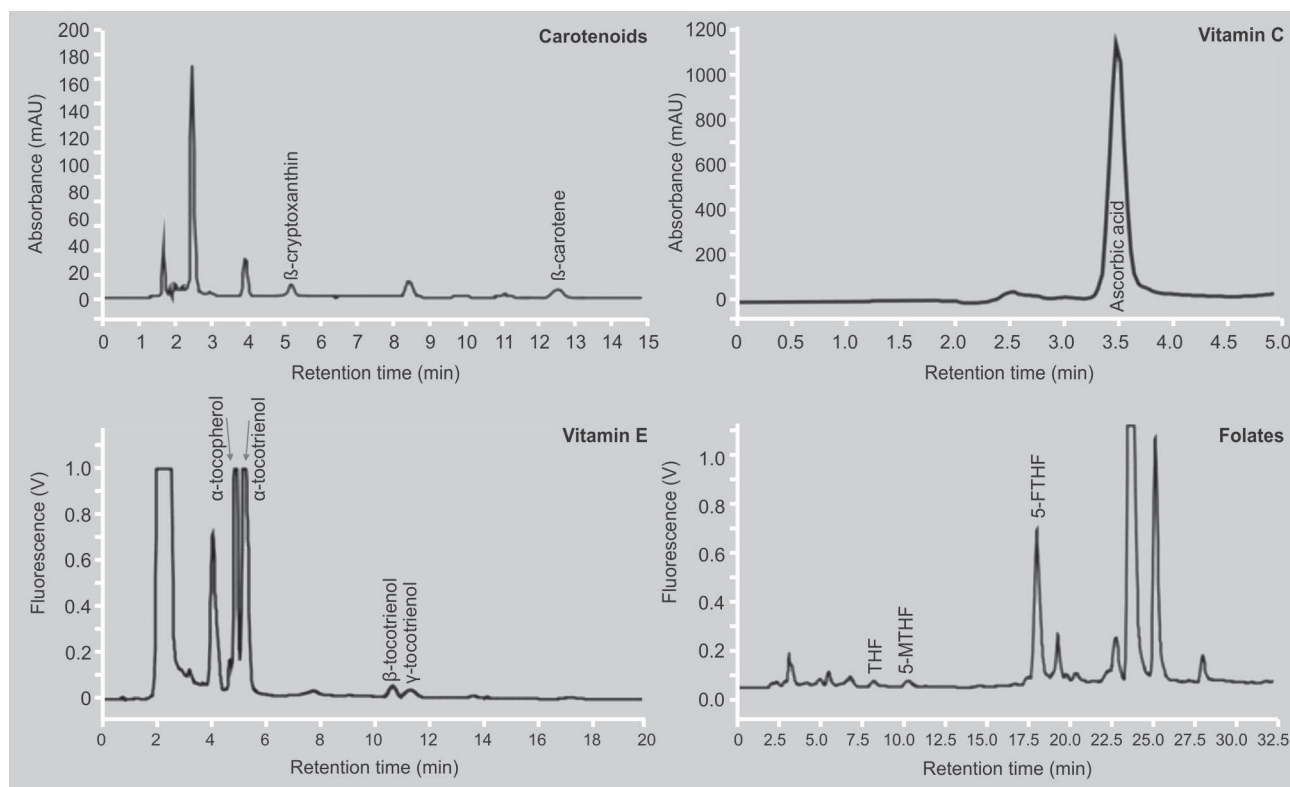 Carotenoids
Absorbance (mAU)
200
180
160
140
120
100
80
60
40
20
0
ß-cryptoxanthin
ß-carotene
0 1 2 3 4 5 6 7 8 9 10 11 12 13 14 15
Retention time (min)
Vitamin C
Absorbance (mAU)
1200
1000
800
600
400
200
0
Ascorbic acid
0 0.5 1.0 1.5 2.0 2.5 3.0 3.5 4.0 4.5 5.0
Retention time (min)
Vitamin E
Fluorescence (V)
1.0
0.8
0.6
0.4
0.2
0
α-tocopherol
α-tocotrienol
β-tocotrienol
γ-tocotrienol
0 2 4 6 8 10 12 14 16 18 20
Retention time (min)
Folates
Fluorescence (V)
1.0
0.8
0.6
0.4
0.2
0.0
THF
5-MTHF
5-FTHF
0 2.5 5.0 7.5 10.0 12.5 15.0 17.5 20.0 22.5 25.0 27.5 30.0 32.5
Retention time (min)